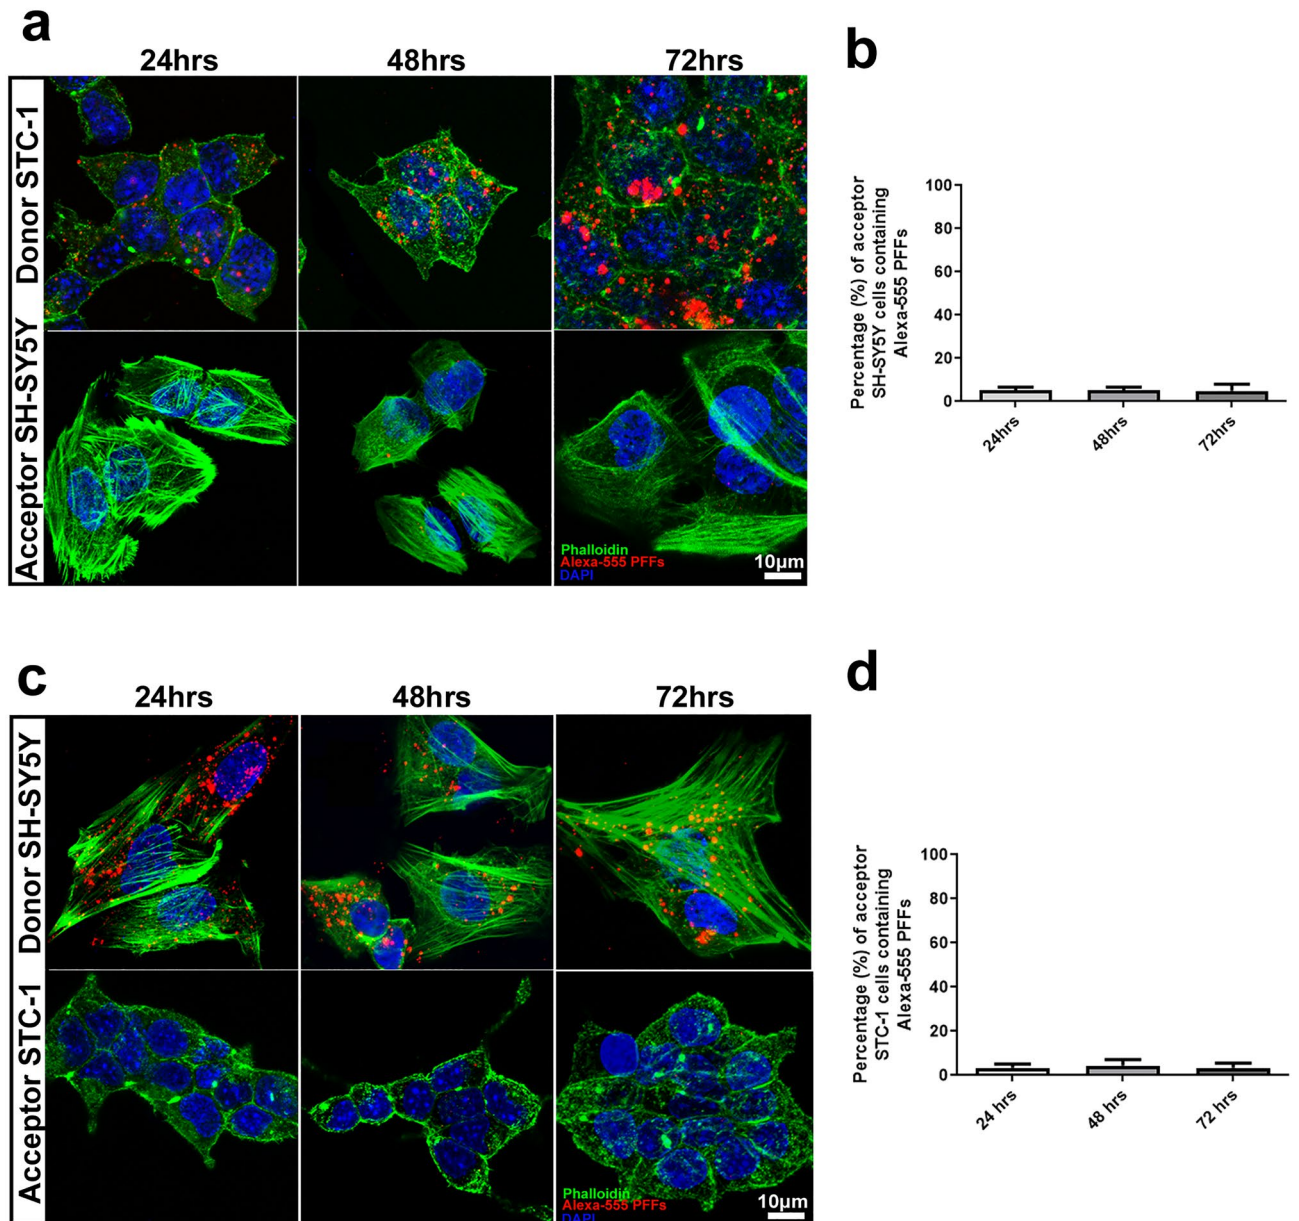 a
24hrs
48hrs
72hrs
Donor STC-1
Acceptor SH-SY5Y
Phalloidin
Alexa-555 PFFs
DAPI
10μm
b
Percentage (%) of acceptor
SH-SY5Y cells containing
Alexa-555 PFFs
100
80
60
40
20
0
24hrs
48hrs
72hrs
c
24hrs
48hrs
72hrs
Donor SH-SY5Y
Acceptor STC-1
Phalloidin
Alexa-555 PFFs
DAPI
10μm
d
Percentage (%) of acceptor
STC-1 cells containing
Alexa-555 PFFs
100
80
60
40
20
0
24 hrs
48 hrs
72 hrs